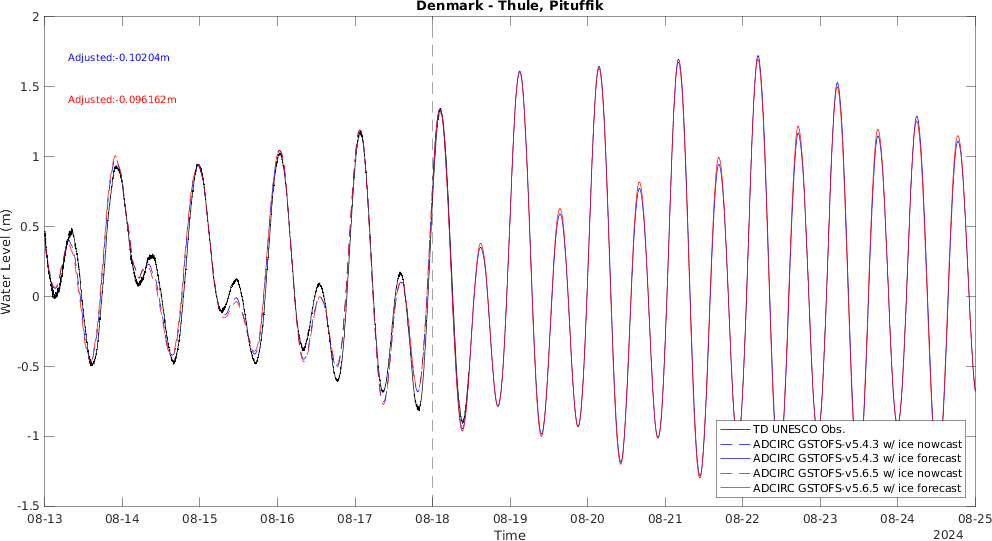 Denmark - Thule, Pituffik
Adjusted:-0.10204m
Adjusted:-0.096162m
Water Level (m)
2
1.5
1
0.5
0
-0.5
-1
-1.5
TD UNESCO Obs.
ADCIRC GSTOFS-v5.4.3 w/ ice nowcast
ADCIRC GSTOFS-v5.4.3 w/ ice forecast
ADCIRC GSTOFS-v5.6.5 w/ ice nowcast
ADCIRC GSTOFS-v5.6.5 w/ ice forecast
08-13 08-14 08-15 08-16 08-17 08-18 08-19 08-20 08-21 08-22 08-23 08-24 08-25
Time
2024